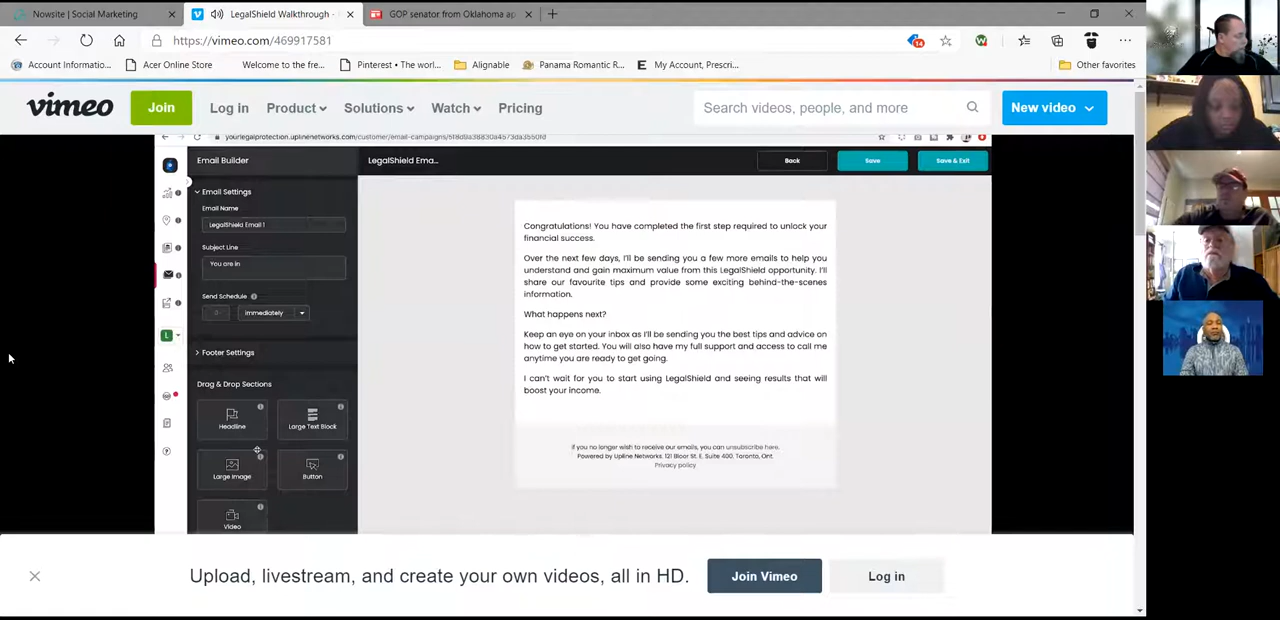 Nowsite | Social Marketing
LegalShield Walkthrough -
GOP senator from Oklahoma ap
https://vimeo.com/469917581
14
Account Informatio...
Acer Online Store
Welcome to the fre...
Pinterest • The worl...
Alignable
Panama Romantic R...
My Account, Prescri...
Other favorites
vimeo
Join
Log in
Product
Solutions
Watch
Pricing
Search videos, people, and more
New video
Email Builder
LegalShield Ema...
Back
Save
Save & Exit
Email Settings
Email Name
LegalShield Email 1
Subject Line
You are in
Send Schedule
0
Immediately
Footer Settings
Drag & Drop Sections
Headline
Large Text Block
Large Image
Button
Video
L
Congratulations! You have completed the first step required to unlock your
financial success.
Over the next few days, I'll be sending you a few more emails to help you
understand and gain maximum value from this LegalShield opportunity. I'll
share our favourite tips and provide some exciting behind-the-scenes
information.
What happens next?
Keep an eye on your inbox as I'll be sending you the best tips and advice on
how to get started. You will also have my full support and access to call me
anytime you are ready to get going.
I can't wait for you to start using LegalShield and seeing results that will
boost your income.
if you no longer wish to receive our emails, you can unsubscribe here.
Powered by Upline Networks. 121 Bloor St. E, Suite 400. Toronto, Ont.
Privacy policy
Upload, livestream, and create your own videos, all in HD.
Join Vimeo
Log in